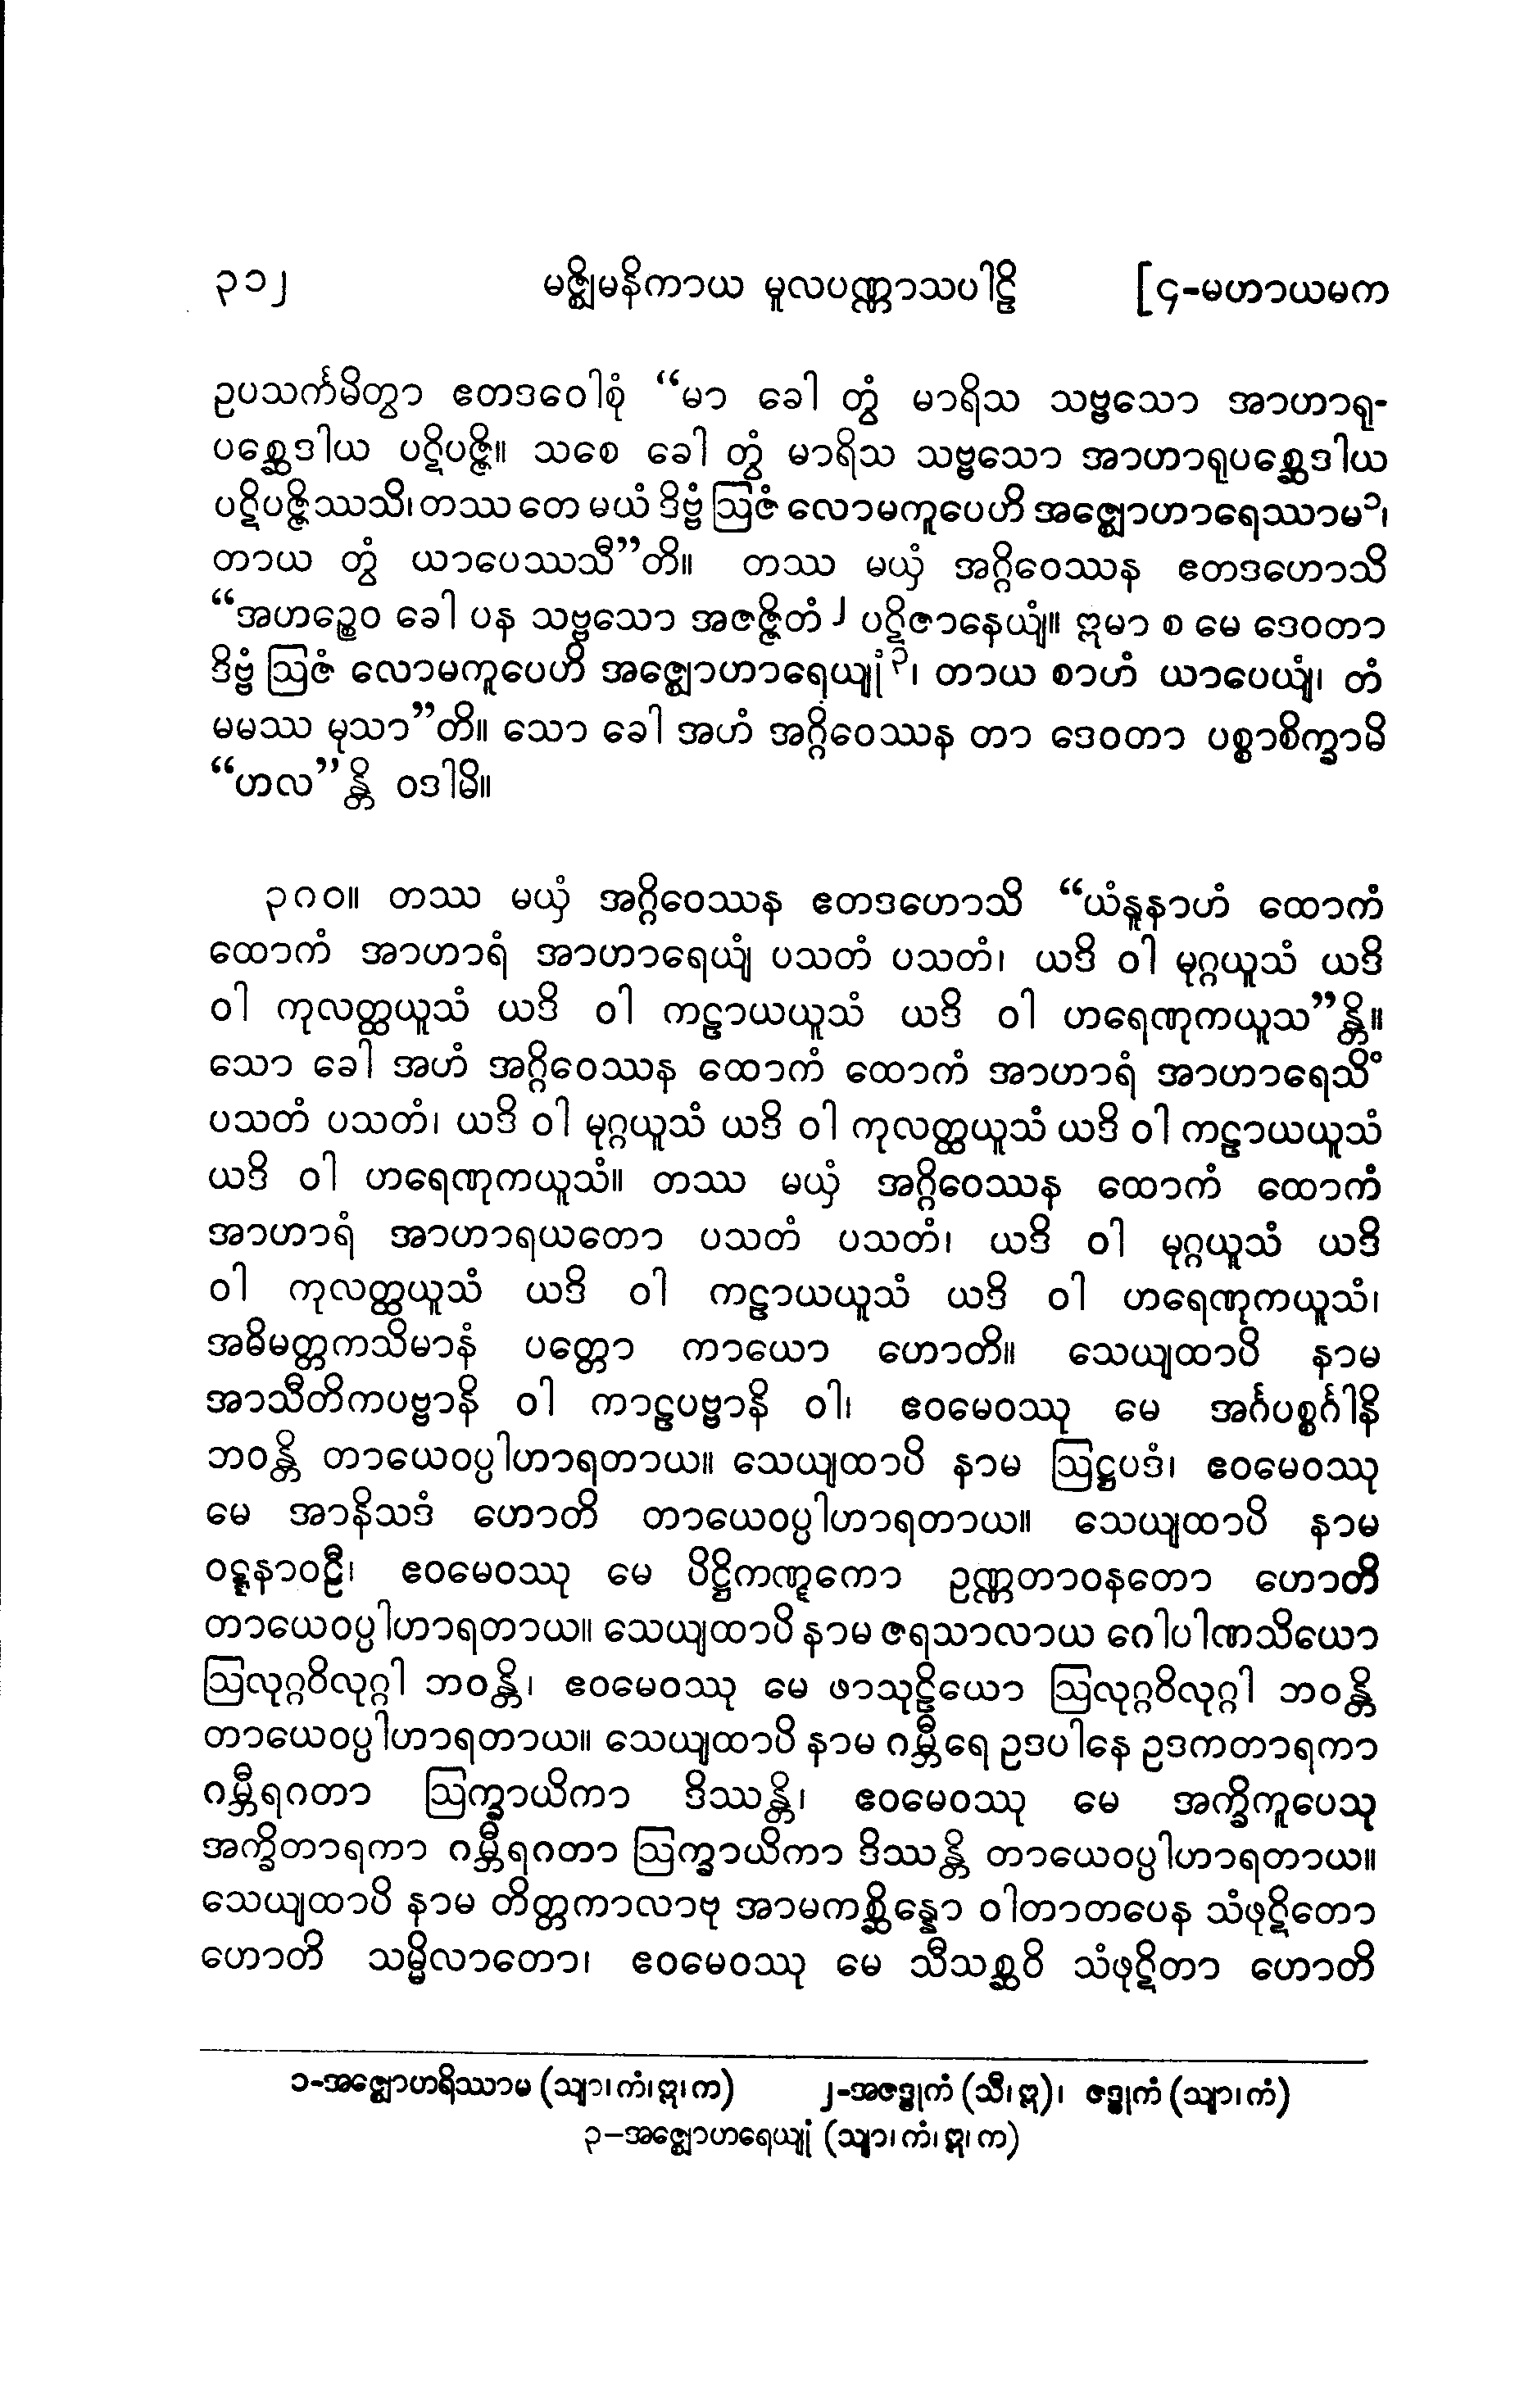 ၃၁၂ မဇ္ဈိမနိကာယ မူလပဏ္ဏာသပါဠိ [၄-မဟာယမက
ဥပသင်္ကမိတွာ ဧတဒဝေါစုံ “မာ ခေါ တွံ မာရိသ သဗ္ဗသော အာဟာရု-
ပစ္ဆေဒါယ ပဋိပဇ္ဇိ။ သစေ ခေါ တွံ မာရိသ သဗ္ဗသော အာဟာရုပစ္ဆေဒါယ
ပဋိပဇ္ဇိဿသိ၊ တဿ တေ မယံ ဒိဗ္ဗံ ဩဇံ လောမကူပေဟိ အဇ္ဈောဟာရေဿာမ၁၊
တာယ တွံ ယာပေဿသီ”တိ။ တဿ မယှံ အဂ္ဂိဝေဿန ဧတဒဟောသိ
“အဟဉ္စေဝ ခေါ ပန သဗ္ဗသော အဇဇ္ဇိတံ၂ ပဋိဇာနေယျံ။ ဣမာ စ မေ ဒေဝတာ
ဒိဗ္ဗံ ဩဇံ လောမကူပေဟိ အဇ္ဈောဟာရေယျုံ၃၊ တာယ စာဟံ ယာပေယျံ၊ တံ
မမဿ မုသာ”တိ။ သော ခေါ အဟံ အဂ္ဂိဝေဿန တာ ဒေဝတာ ပစ္စာစိက္ခာမိ
“ဟလ”န္တိ ဝဒါမိ။
၃၈၀။ တဿ မယှံ အဂ္ဂိဝေဿန ဧတဒဟောသိ “ယံနူနာဟံ ထောကံ
ထောကံ အာဟာရံ အာဟာရေယျံ ပသတံ ပသတံ၊ ယဒိ ဝါ မုဂ္ဂယူသံ ယဒိ
ဝါ ကုလတ္ထယူသံ ယဒိ ဝါ ကဠာယယူသံ ယဒိ ဝါ ဟရေဏုကယူသ”န္တိ။
သော ခေါ အဟံ အဂ္ဂိဝေဿန ထောကံ ထောကံ အာဟာရံ အာဟာရေသိံ
ပသတံ ပသတံ၊ ယဒိ ဝါ မုဂ္ဂယူသံ ယဒိ ဝါ ကုလတ္ထယူသံ ယဒိ ဝါ ကဠာယယူသံ
ယဒိ ဝါ ဟရေဏုကယူသံ။ တဿ မယှံ အဂ္ဂိဝေဿန ထောကံ ထောကံ
အာဟာရံ အာဟာရယတော ပသတံ ပသတံ၊ ယဒိ ဝါ မုဂ္ဂယူသံ ယဒိ
ဝါ ကုလတ္ထယူသံ ယဒိ ဝါ ကဠာယယူသံ ယဒိ ဝါ ဟရေဏုကယူသံ၊
အဓိမတ္တကသိမာနံ ပတ္တော ကာယော ဟောတိ။ သေယျထာပိ နာမ
အာသီတိကပဗ္ဗာနိ ဝါ ကာဠပဗ္ဗာနိ ဝါ၊ ဧဝမေဝဿု မေ အင်္ဂပစ္စင်္ဂါနိ
ဘဝန္တိ တာယေဝပ္ပါဟာရတာယ။ သေယျထာပိ နာမ ဩဋ္ဌပဒံ၊ ဧဝမေဝဿု
မေ အာနိသဒံ ဟောတိ တာယေဝပ္ပါဟာရတာယ။ သေယျထာပိ နာမ
ဝဋ္ဋနာဝဠီ၊ ဧဝမေဝဿု မေ ပိဋ္ဌိကဏ္ဋကော ဥဏ္ဏတာဝနတော ဟောတိ
တာယေဝပ္ပါဟာရတာယ။ သေယျထာပိ နာမ ဇရသာလာယ ဂေါပါဏသိယော
ဩလုဂ္ဂဝိလုဂ္ဂါ ဘဝန္တိ၊ ဧဝမေဝဿု မေ ဖာသုဠိယော ဩလုဂ္ဂဝိလုဂ္ဂါ ဘဝန္တိ
တာယေဝပ္ပါဟာရတာယ။ သေယျထာပိ နာမ ဂမ္ဘီရေ ဥဒပါနေ ဥဒကတာရကာ
ဂမ္ဘီရဂတာ ဩက္ခာယိကာ ဒိဿန္တိ၊ ဧဝမေဝဿု မေ အက္ခိကူပေသု
အက္ခိတာရကာ ဂမ္ဘီရဂတာ ဩက္ခာယိကာ ဒိဿန္တိ တာယေဝပ္ပါဟာရတာယ။
သေယျထာပိ နာမ တိတ္တကာလာဗု အာမကစ္ဆိန္နော ဝါတာတပေန သံဖုဋိတော
ဟောတိ သမ္မိလာတော၊ ဧဝမေဝဿု မေ သီသစ္ဆဝိ သံဖုဋိတာ ဟောတိ
၁-အဇ္ဈောဟရိဿာမ (သျာ၊ ကံ၊ ဣ၊ က) ၂-အဇဒ္ဓုကံ (သီ၊ ဣ)၊ ဇဒ္ဓုကံ (သျာ၊ ကံ)
၃-အဇ္ဈောဟရေယျုံ (သျာ၊ ကံ၊ ဣ၊ က)